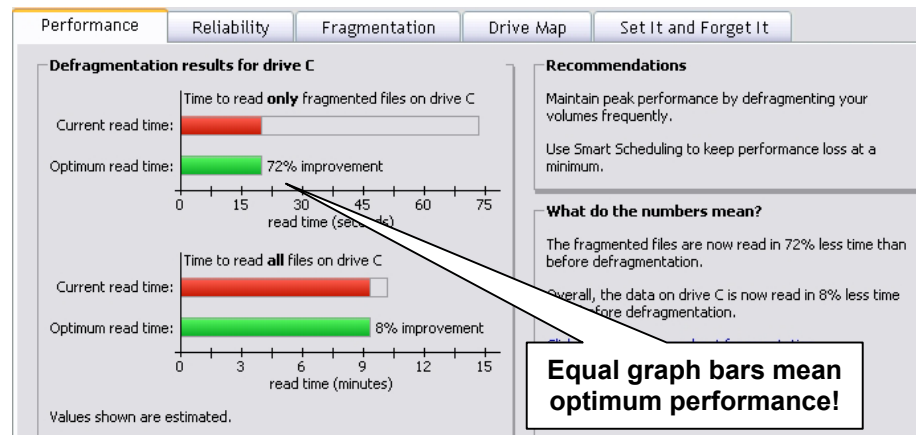 Performance
Reliability
Fragmentation
Drive Map
Set It and Forget It
Defragmentation results for drive C
Time to read only fragmented files on drive C
Current read time:
Optimum read time:
72% improvement
0 15 30 45 60 75
read time (seconds)
Time to read all files on drive C
Current read time:
Optimum read time:
8% improvement
0 3 6 9 12 15
read time (minutes)
Values shown are estimated.
Recommendations
Maintain peak performance by defragmenting your
volumes frequently.
Use Smart Scheduling to keep performance loss at a
minimum.
What do the numbers mean?
The fragmented files are now read in 72% less time than
before defragmentation.
Overall, the data on drive C is now read in 8% less time
before defragmentation.
Equal graph bars mean
optimum performance!